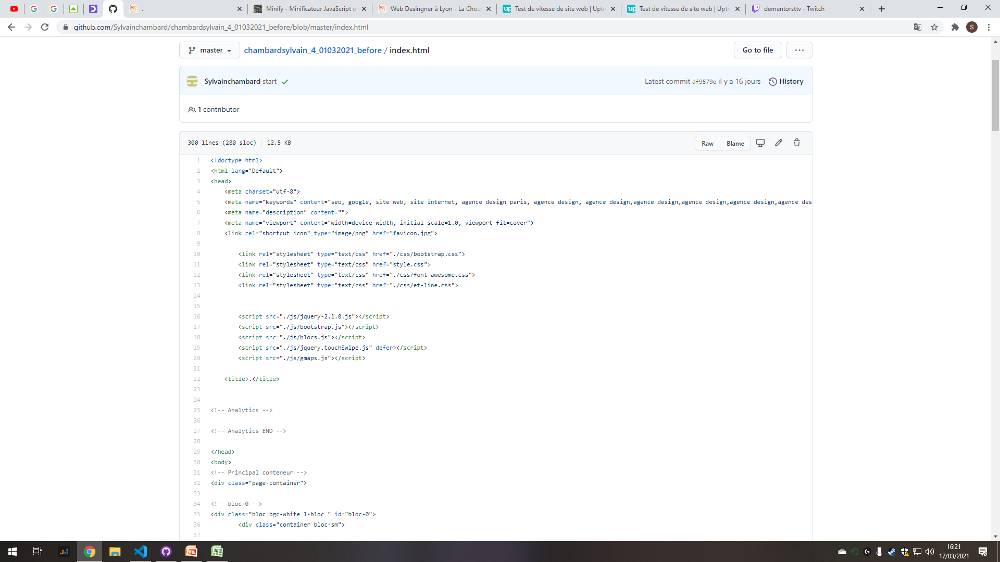 .
Minify - Minificateur JavaScript et
Web Desingner à Lyon - La Chou
Test de vitesse de site web | Uptr
Test de vitesse de site web | Uptr
dementorsttv - Twitch
github.com/Sylvainchambard/chambardsylvain_4_01032021_before/blob/master/index.html
S
master
chambardsylvain_4_01032021_before / index.html
Go to file
...
Sylvainchambard start
Latest commit df9579e il y a 16 jours
History
1 contributor
300 lines (280 sloc) 12.5 KB
Raw
Blame
1 <!doctype html>
2 <html lang="Default">
3 <head>
4 <meta charset="utf-8">
5 <meta name="keywords" content="seo, google, site web, site internet, agence design paris, agence design, agence design,agence design,agence design,agence design,agence des
6 <meta name="description" content="">
7 <meta name="viewport" content="width=device-width, initial-scale=1.0, viewport-fit=cover">
8 <link rel="shortcut icon" type="image/png" href="favicon.jpg">
9
10 <link rel="stylesheet" type="text/css" href="./css/bootstrap.css">
11 <link rel="stylesheet" type="text/css" href="style.css">
12 <link rel="stylesheet" type="text/css" href="./css/font-awesome.css">
13 <link rel="stylesheet" type="text/css" href="./css/et-line.css">
14
15
16 <script src="./js/jquery-2.1.0.js"></script>
17 <script src="./js/bootstrap.js"></script>
18 <script src="./js/blocs.js"></script>
19 <script src="./js/jquery.touchSwipe.js" defer></script>
20 <script src="./js/gmaps.js"></script>
21
22 <title>.</title>
23
24
25 <!-- Analytics -->
26
27 <!-- Analytics END -->
28
29 </head>
30 <body>
31 <!-- Principal conteneur -->
32 <div class="page-container">
33
34 <!-- bloc-0 -->
35 <div class="bloc bgc-white l-bloc " id="bloc-0">
36 <div class="container bloc-sm">
37
16:21
17/03/2021